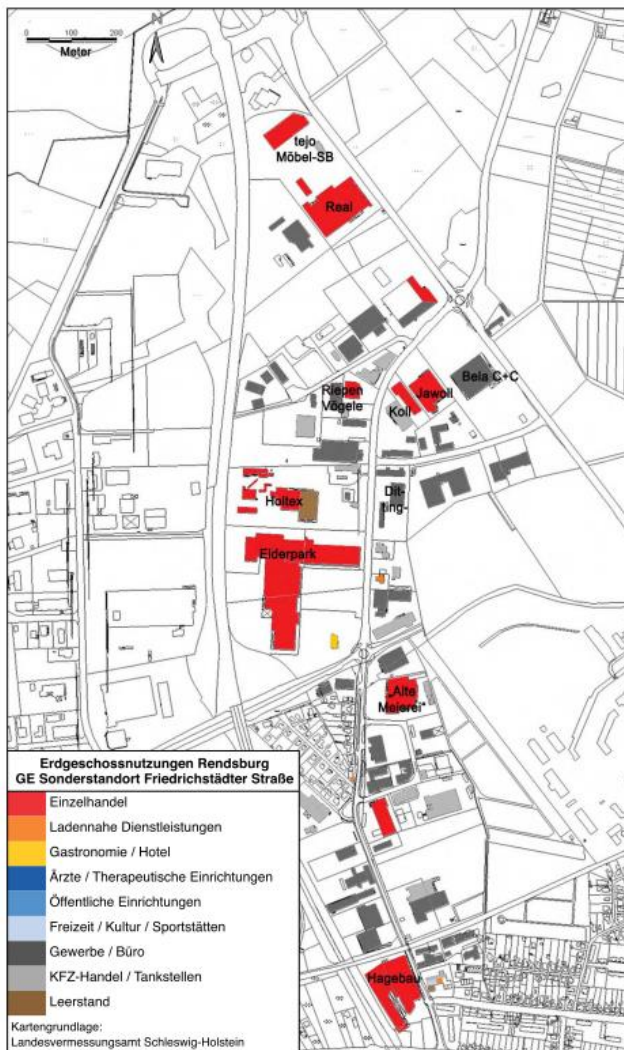 N
0 100 200
Meter
tejo
Möbel-SB
Real
Bela C+C
Riepen
Vögele
Jawoll
Koll
Holtex
Dit-
ting
Eiderpark
„Alte
Meierei“
Hagebau
Erdgeschossnutzungen Rendsburg
GE Sonderstandort Friedrichstädter Straße
Einzelhandel
Ladennahe Dienstleistungen
Gastronomie / Hotel
Ärzte / Therapeutische Einrichtungen
Öffentliche Einrichtungen
Freizeit / Kultur / Sportstätten
Gewerbe / Büro
KFZ-Handel / Tankstellen
Leerstand
Kartengrundlage:
Landesvermessungsamt Schleswig-Holstein